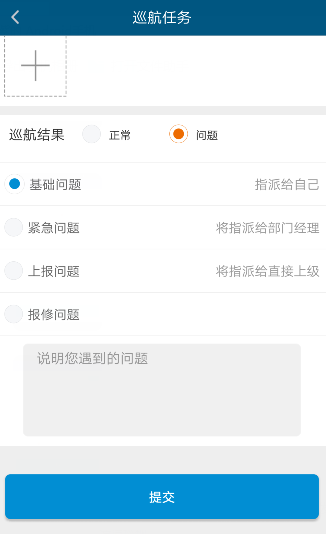 巡航任务
巡航结果 正常 问题
基础问题 指派给自己
紧急问题 将指派给部门经理
上报问题 将指派给直接上级
报修问题
说明您遇到的问题
提交